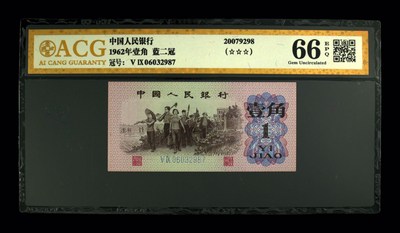 ACG
AI CANG GUARANTY
中国人民银行
1962年壹角 蓝二冠
冠号: V IX 06032987
20079298
(☆☆☆)
66
EPQ
Gem Uncirculated
中國人民銀行
壹角
1
YI
JIAO
V IX 06032987